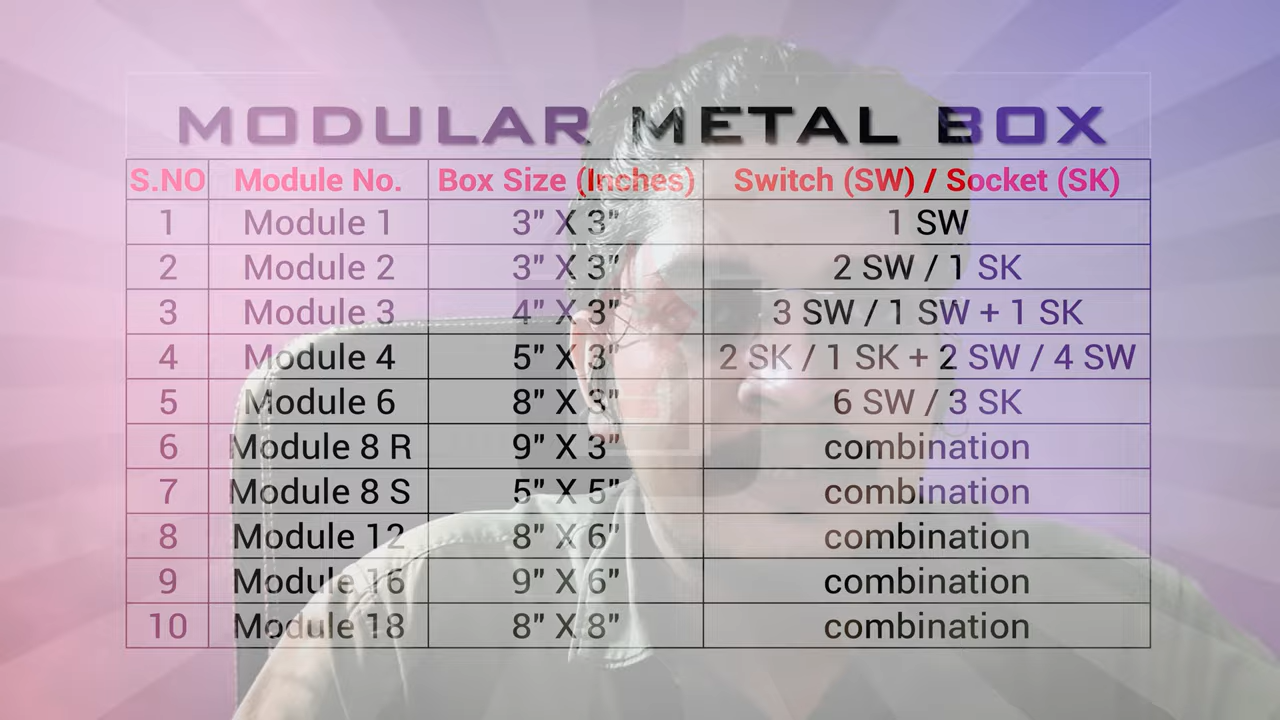 MODULAR METAL BOX
S.NO Module No. Box Size (Inches) Switch (SW) / Socket (SK)
1 Module 1 3" X 3" 1 SW
2 Module 2 3" X 3" 2 SW / 1 SK
3 Module 3 4" X 3" 3 SW / 1 SW + 1 SK
4 Module 4 5" X 3" 2 SK / 1 SK + 2 SW / 4 SW
5 Module 6 8" X 3" 6 SW / 3 SK
6 Module 8 R 9" X 3" combination
7 Module 8 S 5" X 5" combination
8 Module 12 8" X 6" combination
9 Module 16 9" X 6" combination
10 Module 18 8" X 8" combination